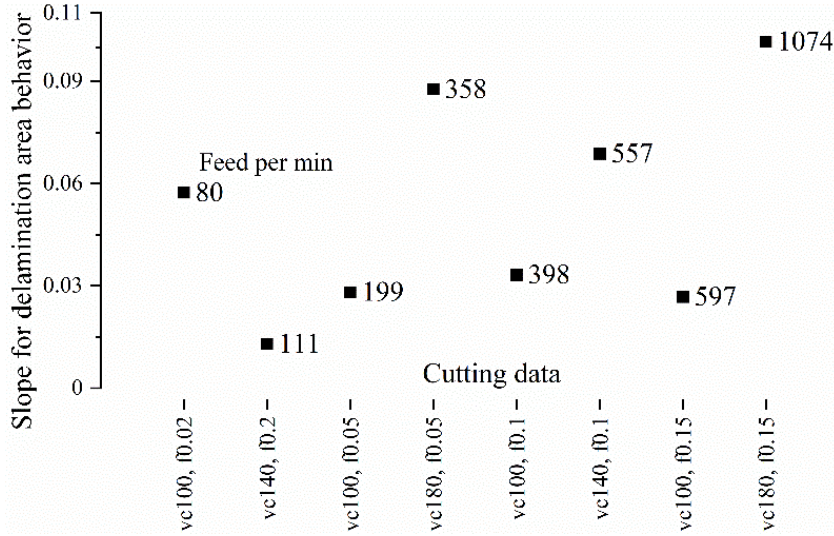 Slope for delamination area behavior
0.11
0.09
0.06
0.03
0
Feed per min
80
111
199
358
398
557
597
1074
Cutting data
vc100, f0.02
vc140, f0.2
vc100, f0.05
vc180, f0.05
vc100, f0.1
vc140, f0.1
vc100, f0.15
vc180, f0.15